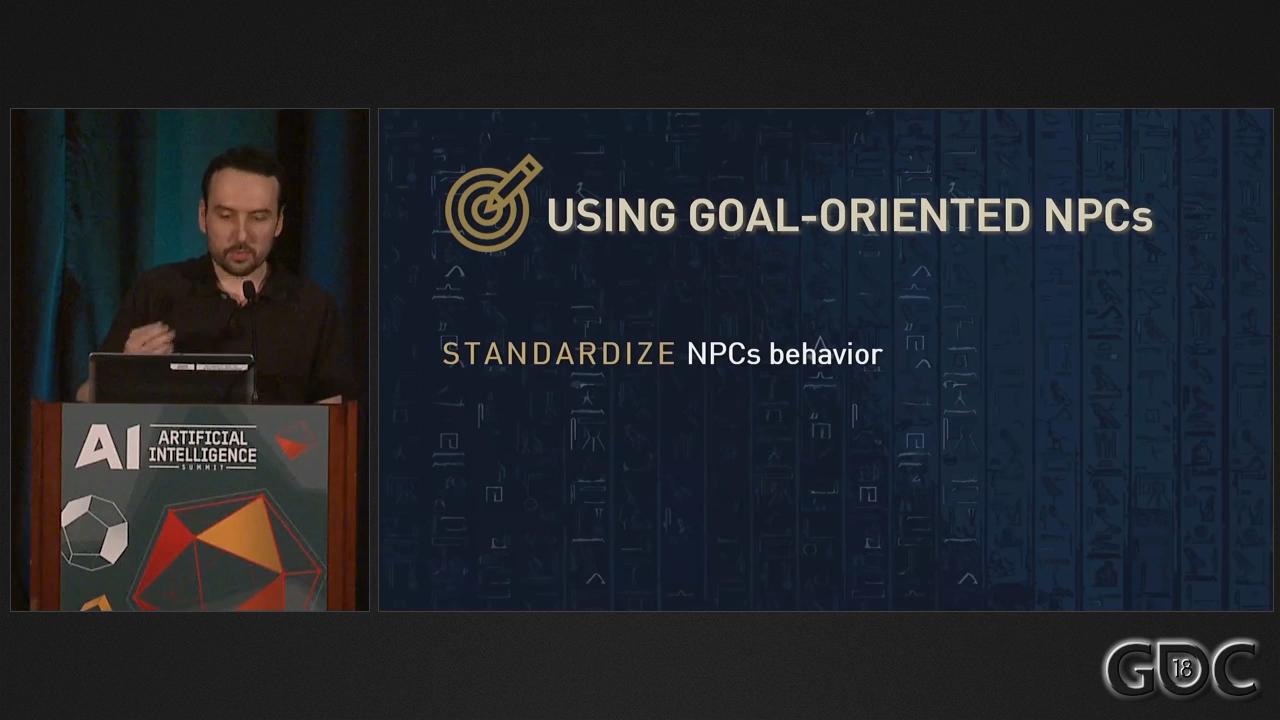 USING GOAL-ORIENTED NPCs
STANDARDIZE NPCs behavior
AI ARTIFICIAL
INTELLIGENCE
SUMMIT
GDC
18